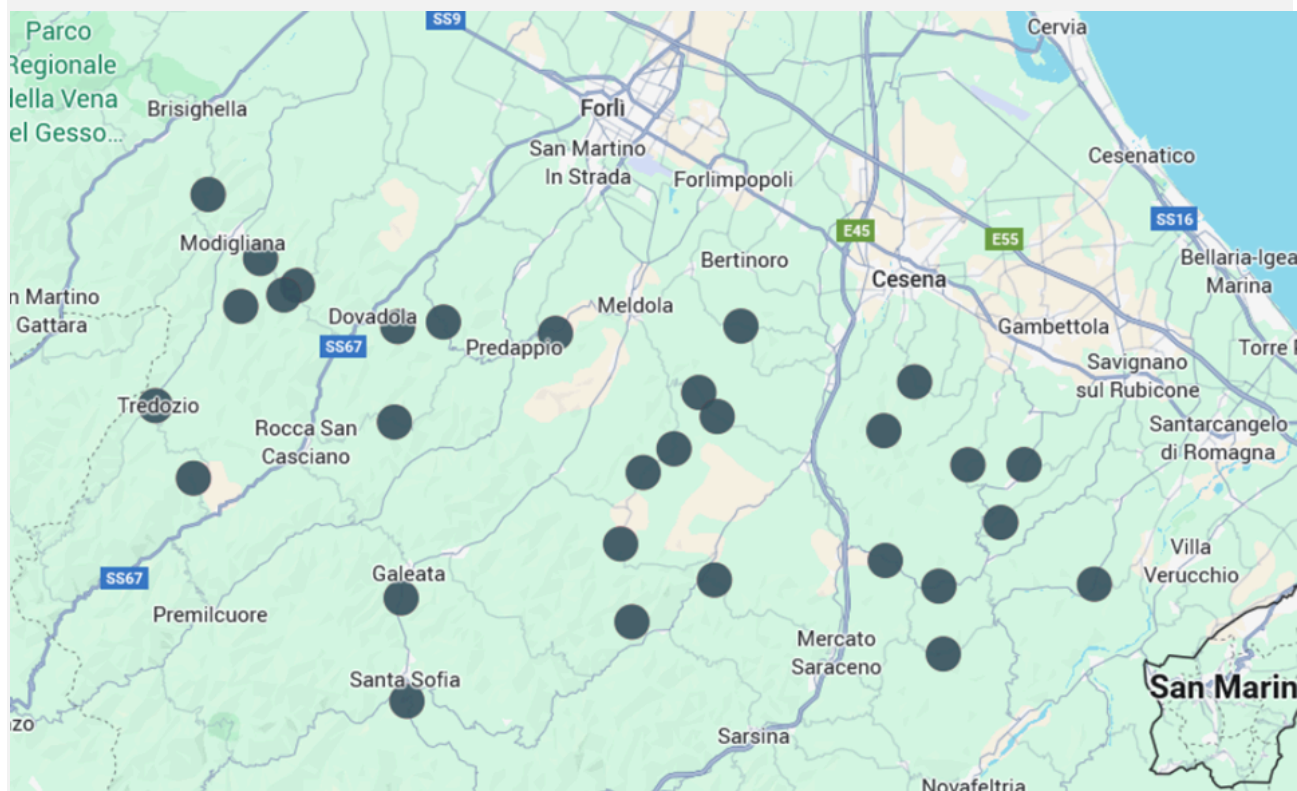 SS9
Cervia
Parco
Regionale
della Vena
del Gesso...
Brisighella
Forlì
San Martino
In Strada
Forlimpopoli
Cesenatico
SS16
E45
E55
Modigliana
Bertinoro
Cesena
Bellaria-Igea
Marina
n Martino
Gattara
Dovadola
Meldola
Gambettola
SS67
Predappio
Torre P
Savignano
sul Rubicone
Tredozio
Rocca San
Casciano
Santarcangelo
di Romagna
SS67
Galeata
Villa
Verucchio
Premilcuore
Mercato
Saraceno
Santa Sofia
San Marin
nzo
Sarsina
Novafeltria